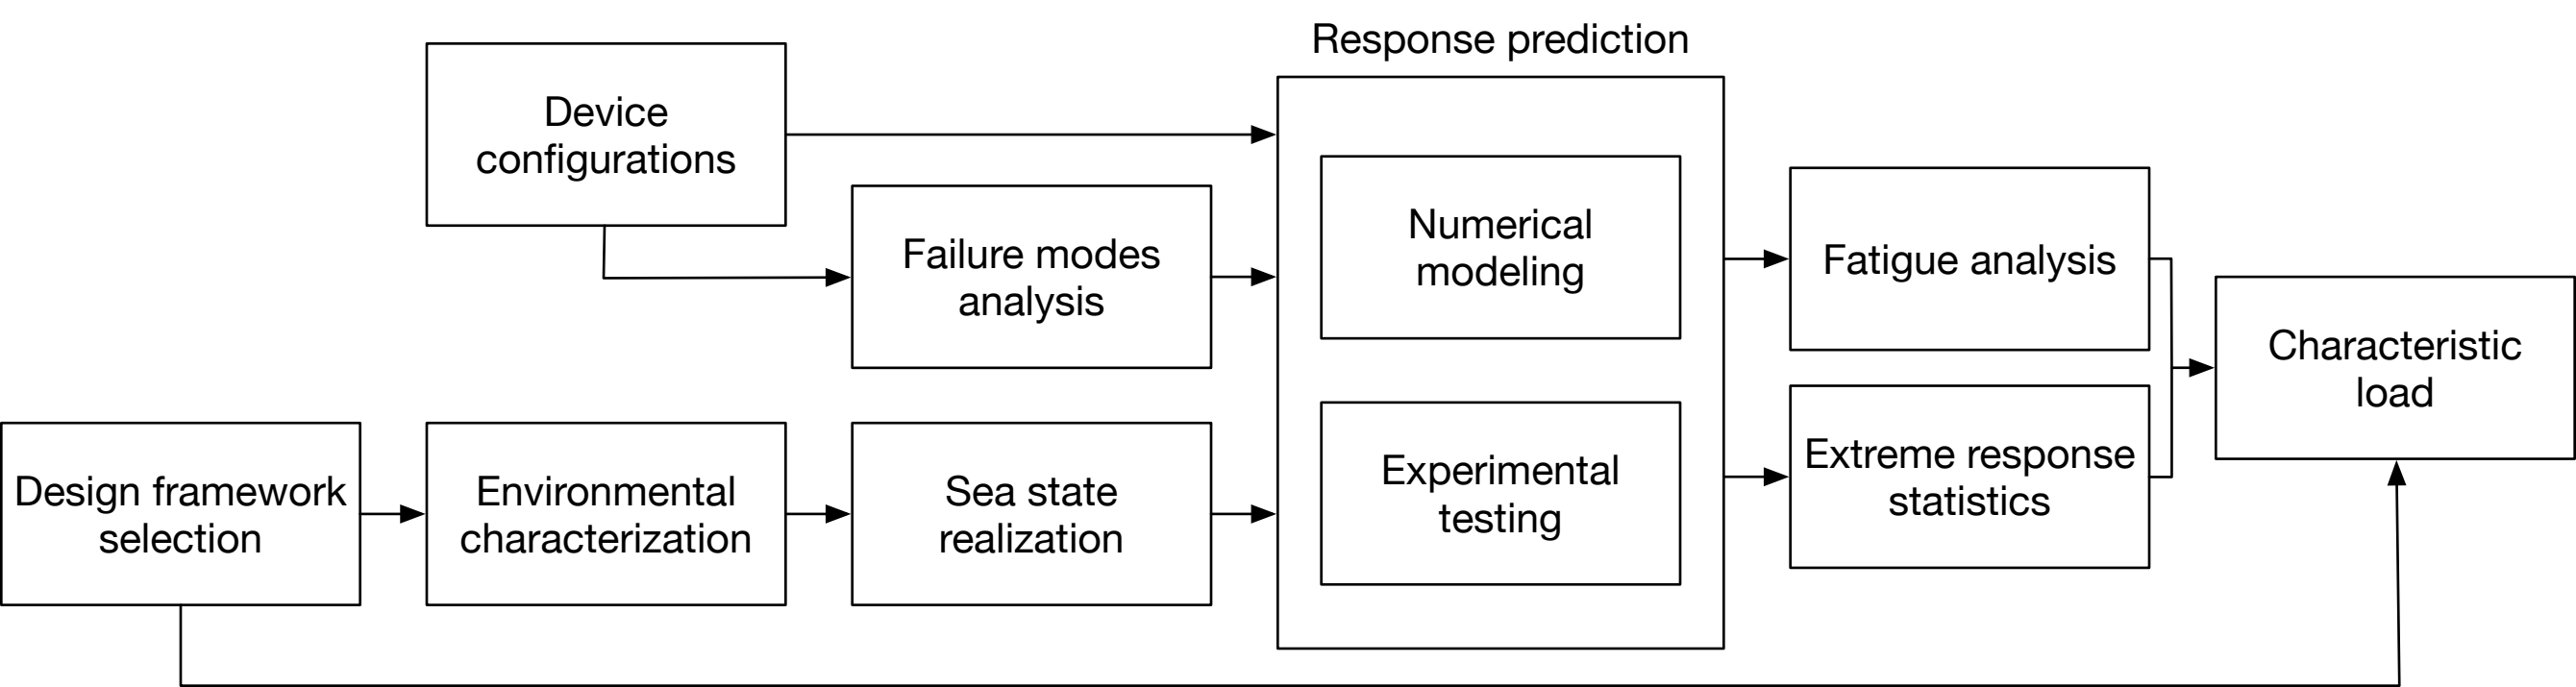 Response prediction
Device
configurations
Failure modes
analysis
Numerical
modeling
Fatigue analysis
Characteristic
load
Design framework
selection
Environmental
characterization
Sea state
realization
Experimental
testing
Extreme response
statistics